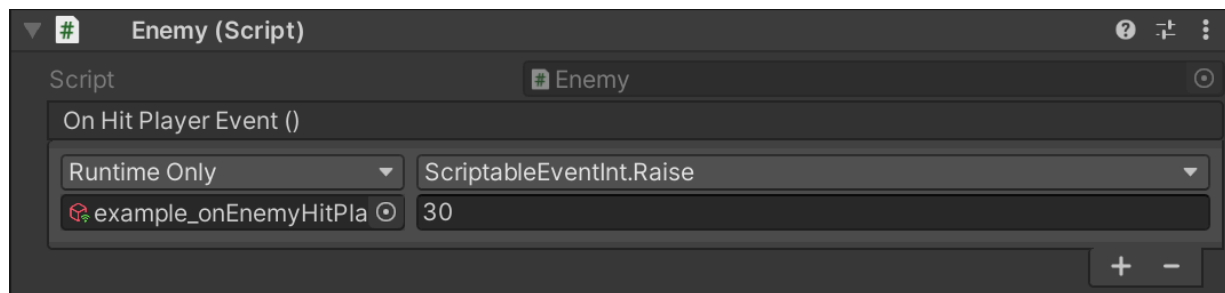 Enemy (Script)
Script
Enemy
On Hit Player Event ()
Runtime Only
ScriptableEventInt.Raise
example_onEnemyHitPla
30